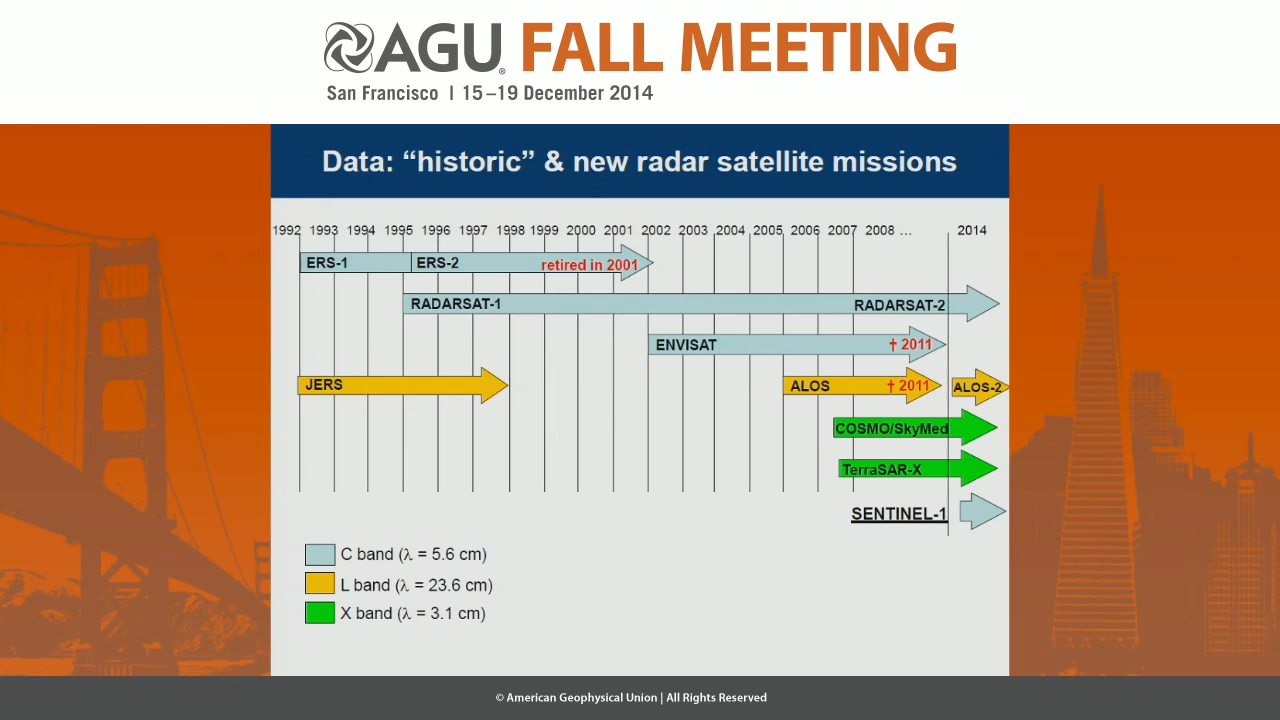 AGU® FALL MEETING
San Francisco | 15–19 December 2014
Data: “historic” & new radar satellite missions
1992 1993 1994 1995 1996 1997 1998 1999 2000 2001 2002 2003 2004 2005 2006 2007 2008 ... 2014
ERS-1 ERS-2 retired in 2001
RADARSAT-1 RADARSAT-2
ENVISAT † 2011
JERS ALOS † 2011 ALOS-2
COSMO/SkyMed
TerraSAR-X
SENTINEL-1
C band (λ = 5.6 cm)
L band (λ = 23.6 cm)
X band (λ = 3.1 cm)
© American Geophysical Union | All Rights Reserved